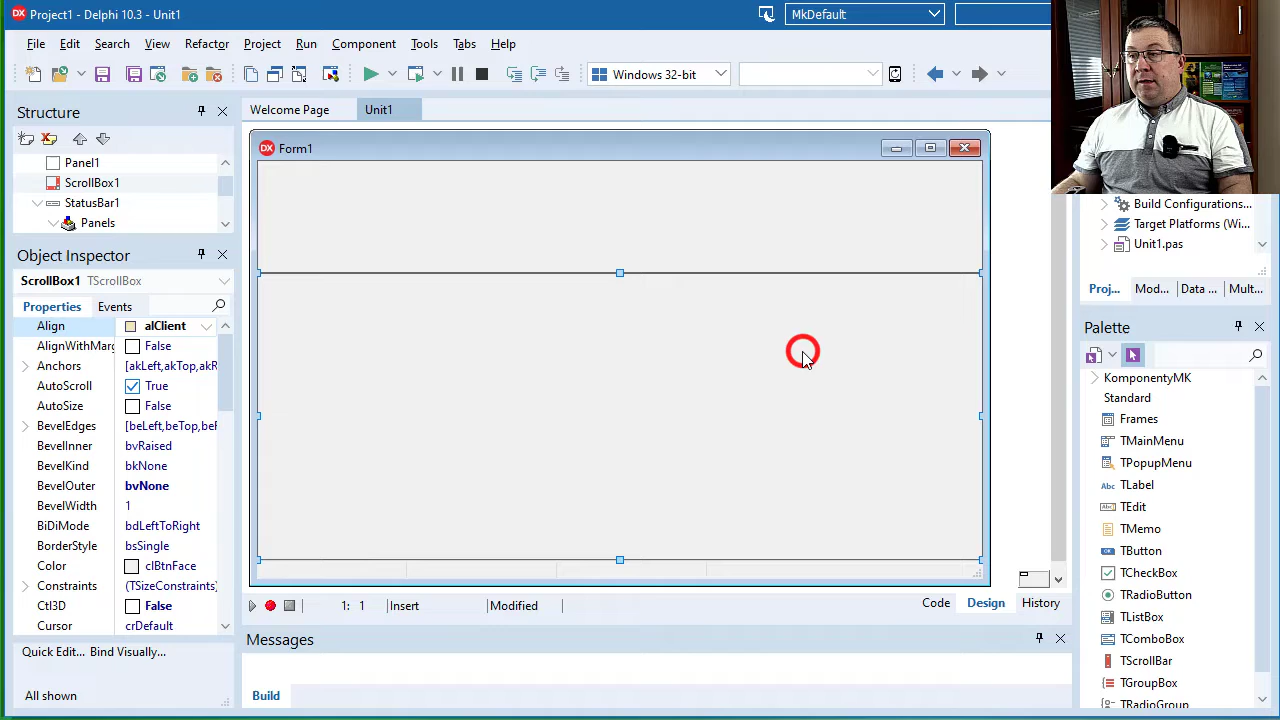 Project1 - Delphi 10.3 - Unit1
MkDefault
File Edit Search View Refactor Project Run Component Tools Tabs Help
Windows 32-bit
Structure
Panel1
ScrollBox1
StatusBar1
Panels
Object Inspector
ScrollBox1 TScrollBox
Properties Events
Align alClient
AlignWithMarg False
Anchors [akLeft,akTop,akR
AutoScroll True
AutoSize False
BevelEdges [beLeft,beTop,beF
BevelInner bvRaised
BevelKind bkNone
BevelOuter bvNone
BevelWidth 1
BiDiMode bdLeftToRight
BorderStyle bsSingle
Color clBtnFace
Constraints (TSizeConstraints)
Ctl3D False
Cursor crDefault
Quick Edit... Bind Visually...
All shown
Welcome Page Unit1
Form1
1: 1 Insert Modified
Code Design History
Messages
Build
Build Configurations...
Target Platforms (Wi...
Unit1.pas
Proj... Mod... Data ... Mult...
Palette
KomponentyMK
Standard
Frames
TMainMenu
TPopupMenu
TLabel
TEdit
TMemo
TButton
TCheckBox
TRadioButton
TListBox
TComboBox
TScrollBar
TGroupBox
TRadioGroup